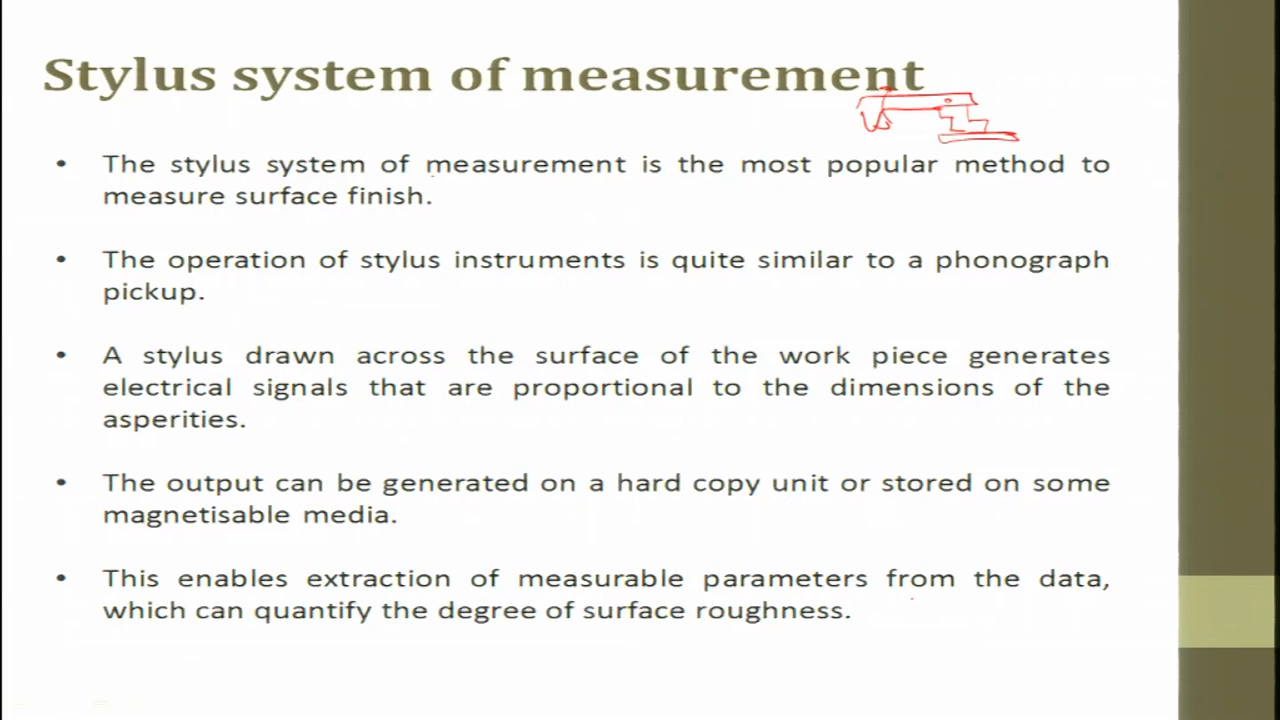 Stylus system of measurement
• The stylus system of measurement is the most popular method to
measure surface finish.
• The operation of stylus instruments is quite similar to a phonograph
pickup.
• A stylus drawn across the surface of the work piece generates
electrical signals that are proportional to the dimensions of the
asperities.
• The output can be generated on a hard copy unit or stored on some
magnetisable media.
• This enables extraction of measurable parameters from the data,
which can quantify the degree of surface roughness.